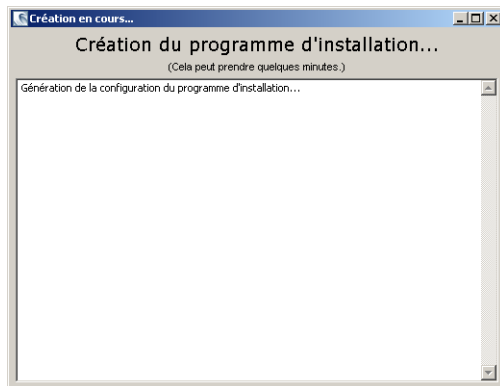 Création en cours...
Création du programme d'installation...
(Cela peut prendre quelques minutes.)
Génération de la configuration du programme d'installation...